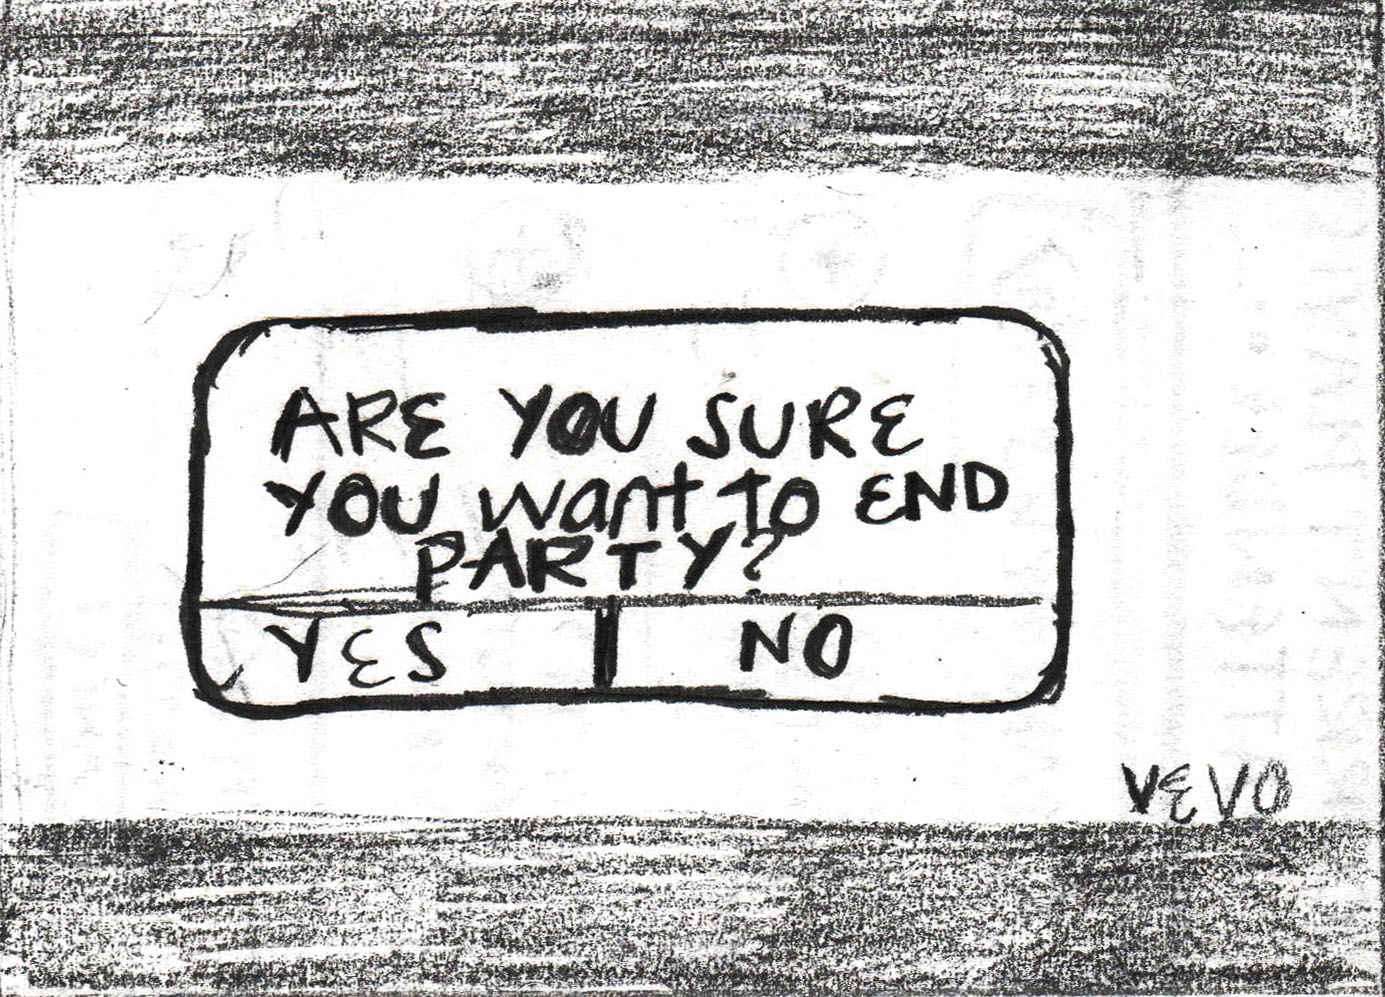 ARE YOU SURE
YOU want to END
PARTY?
YES NO
VEVO